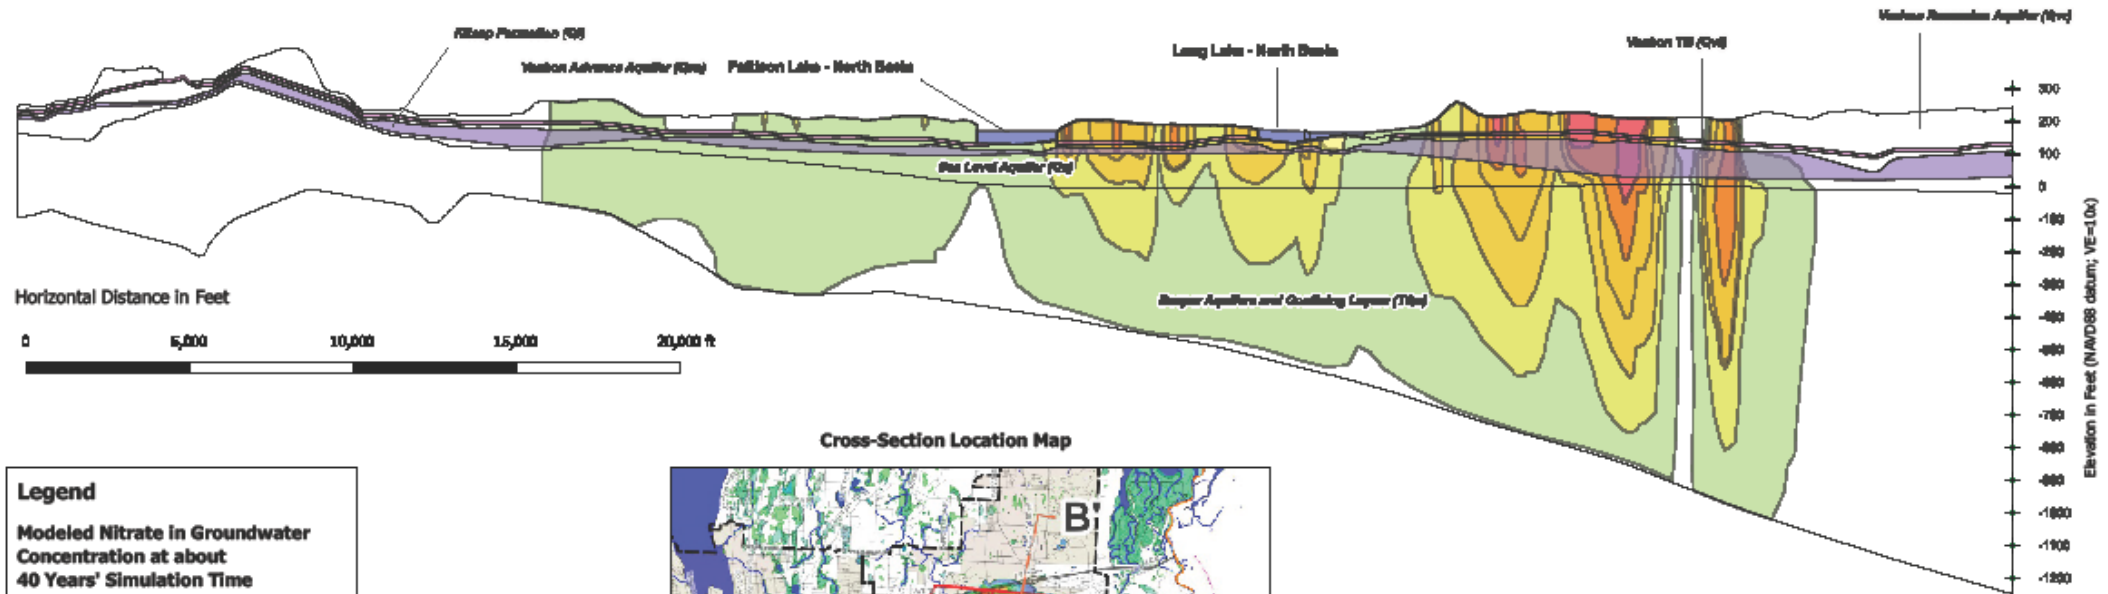 Vashon Recessional Aquifer (Qvr)
Kitsap Formation (Qf)
Vashon Till (Qvt)
Long Lake - North Basin
Vashon Advance Aquifer (Qva)
Pattison Lake - North Basin
300
200
100
0
-100
-200
-300
-400
-500
-600
-700
-800
-900
-1000
-1100
-1200
Elevation in Feet (NAVD88 datum; VE=10x)
Sea Level Aquifer (Qc)
Deeper Aquifers and Confining Layers (TQu)
Horizontal Distance in Feet
0
5,000
10,000
15,000
20,000 ft
Cross-Section Location Map
B'
Legend
Modeled Nitrate in Groundwater
Concentration at about
40 Years' Simulation Time